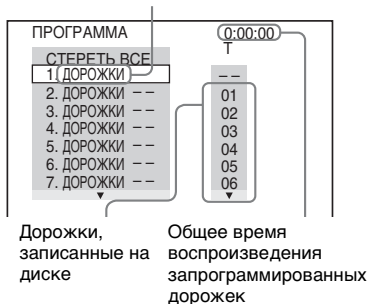 ПРОГРАММА 0:00:00
T
СТЕРЕТЬ ВСЕ
1. ДОРОЖКИ – –
2. ДОРОЖКИ – – 01
3. ДОРОЖКИ – – 02
4. ДОРОЖКИ – – 03
5. ДОРОЖКИ – – 04
6. ДОРОЖКИ – – 05
7. ДОРОЖКИ – – 06
Дорожки,
записанные на
диске
Общее время
воспроизведения
запрограммированных
дорожек